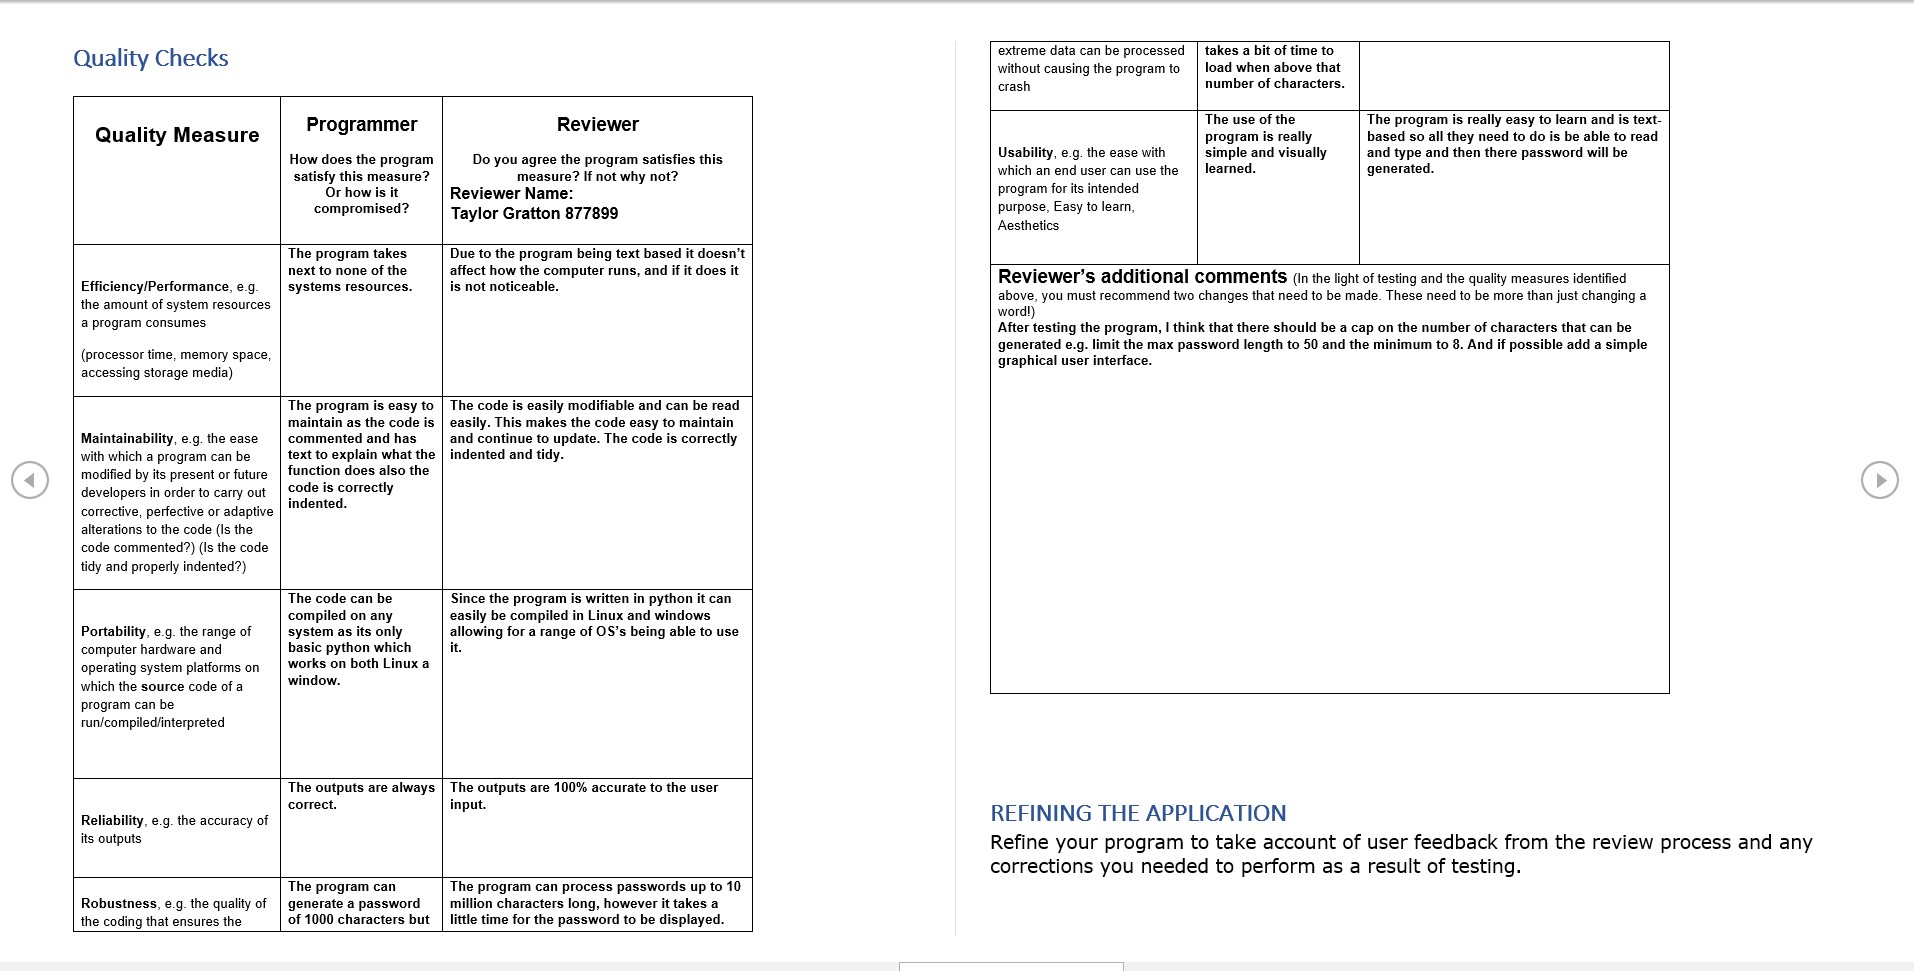 Quality Checks
Quality Measure
Programmer
How does the program
satisfy this measure?
Or how is it
compromised?
Reviewer
Do you agree the program satisfies this
measure? If not why not?
Reviewer Name:
Taylor Gratton 877899
Efficiency/Performance, e.g.
the amount of system resources
a program consumes
(processor time, memory space,
accessing storage media)
The program takes
next to none of the
systems resources.
Due to the program being text based it doesn’t
affect how the computer runs, and if it does it
is not noticeable.
Maintainability, e.g. the ease
with which a program can be
modified by its present or future
developers in order to carry out
corrective, perfective or adaptive
alterations to the code (Is the
code commented?) (Is the code
tidy and properly indented?)
The program is easy to
maintain as the code is
commented and has
text to explain what the
function does also the
code is correctly
indented.
The code is easily modifiable and can be read
easily. This makes the code easy to maintain
and continue to update. The code is correctly
indented and tidy.
Portability, e.g. the range of
computer hardware and
operating system platforms on
which the source code of a
program can be
run/compiled/interpreted
The code can be
compiled on any
system as its only
basic python which
works on both Linux a
window.
Since the program is written in python it can
easily be compiled in Linux and windows
allowing for a range of OS’s being able to use
it.
Reliability, e.g. the accuracy of
its outputs
The outputs are always
correct.
The outputs are 100% accurate to the user
input.
Robustness, e.g. the quality of
the coding that ensures the
The program can
generate a password
of 1000 characters but
The program can process passwords up to 10
million characters long, however it takes a
little time for the password to be displayed.
extreme data can be processed
without causing the program to
crash
takes a bit of time to
load when above that
number of characters.
Usability, e.g. the ease with
which an end user can use the
program for its intended
purpose, Easy to learn,
Aesthetics
The use of the
program is really
simple and visually
learned.
The program is really easy to learn and is text-
based so all they need to do is be able to read
and type and then there password will be
generated.
Reviewer’s additional comments (In the light of testing and the quality measures identified
above, you must recommend two changes that need to be made. These need to be more than just changing a
word!)
After testing the program, I think that there should be a cap on the number of characters that can be
generated e.g. limit the max password length to 50 and the minimum to 8. And if possible add a simple
graphical user interface.
REFINING THE APPLICATION
Refine your program to take account of user feedback from the review process and any
corrections you needed to perform as a result of testing.